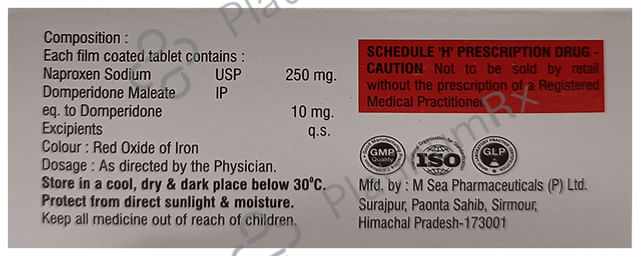 Composition :
Each film coated tablet contains :
Naproxen Sodium USP 250 mg.
Domperidone Maleate IP
eq. to Domperidone 10 mg.
Excipients q.s.
Colour : Red Oxide of Iron
Dosage : As directed by the Physician.
Store in a cool, dry & dark place below 30°C.
Protect from direct sunlight & moisture.
Keep all medicine out of reach of children.
SCHEDULE 'H' PRESCRIPTION DRUG -
CAUTION Not to be sold by retail
without the prescription of a Registered
Medical Practitioner
GMP
Quality
ISO
GLP
Mfd. by : M Sea Pharmaceuticals (P) Ltd.
Surajpur, Paonta Sahib, Sirmour,
Himachal Pradesh-173001